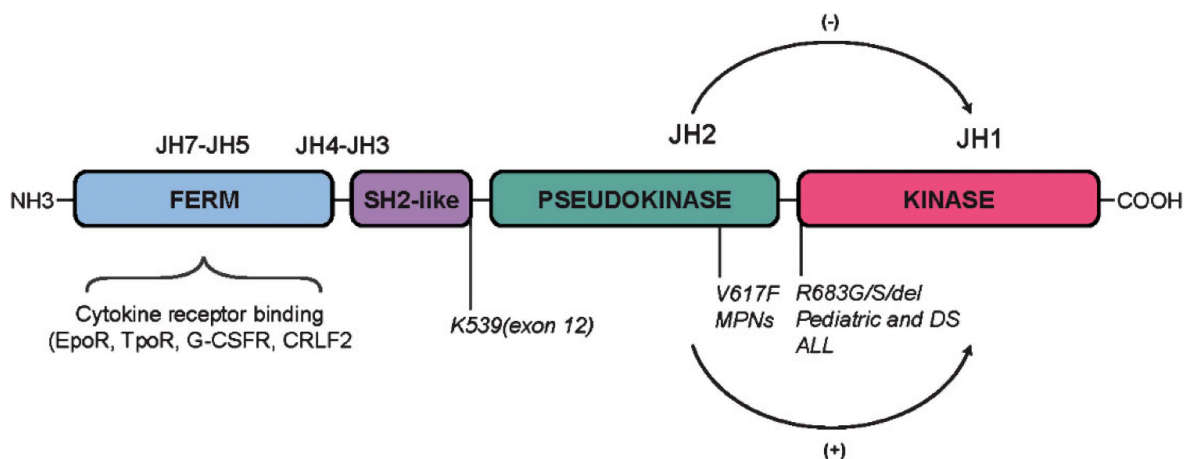 (-)
JH7-JH5
JH4-JH3
JH2
JH1
NH3
FERM
SH2-like
PSEUDOKINASE
KINASE
COOH
Cytokine receptor binding
(EpoR, TpoR, G-CSFR, CRLF2
K539(exon 12)
V617F
MPNs
R683G/S/del
Pediatric and DS
ALL
(+)